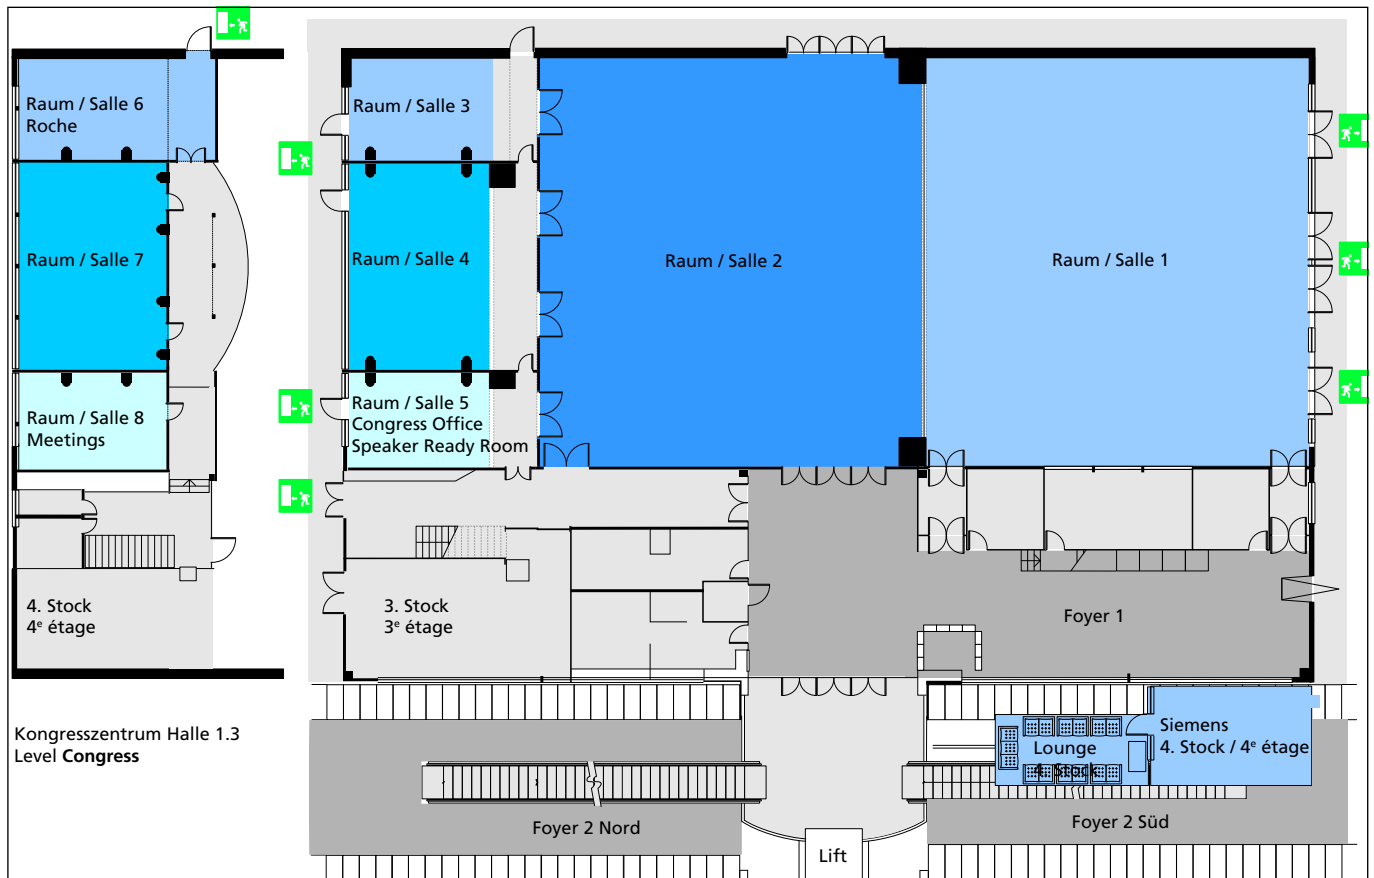 Raum / Salle 6
Roche
Raum / Salle 3
Raum / Salle 7
Raum / Salle 4
Raum / Salle 2
Raum / Salle 1
Raum / Salle 8
Meetings
Raum / Salle 5
Congress Office
Speaker Ready Room
4. Stock
4e étage
3. Stock
3e étage
Foyer 1
Kongresszentrum Halle 1.3
Level Congress
Siemens
4. Stock / 4e étage
Lounge
4. Stock
Foyer 2 Nord
Foyer 2 Süd
Lift